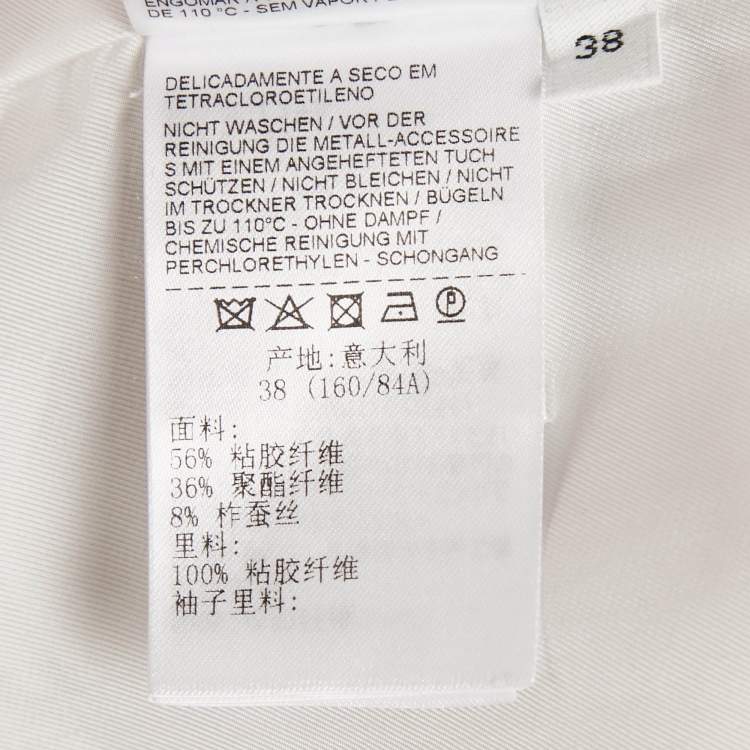 DE 110 °C - SEM VAPOR
38
DELICADAMENTE A SECO EM
TETRACLOROETILENO
NICHT WASCHEN / VOR DER
REINIGUNG DIE METALL-ACCESSOIRE
S MIT EINEM ANGEHEFTETEN TUCH
SCHÜTZEN / NICHT BLEICHEN / NICHT
IM TROCKNER TROCKNEN / BÜGELN
BIS ZU 110°C - OHNE DAMPF /
CHEMISCHE REINIGUNG MIT
PERCHLORETHYLEN - SCHONGANG
P
产地:意大利
38 (160/84A)
面料:
56% 粘胶纤维
36% 聚酯纤维
8% 柞蚕丝
里料:
100% 粘胶纤维
袖子里料: